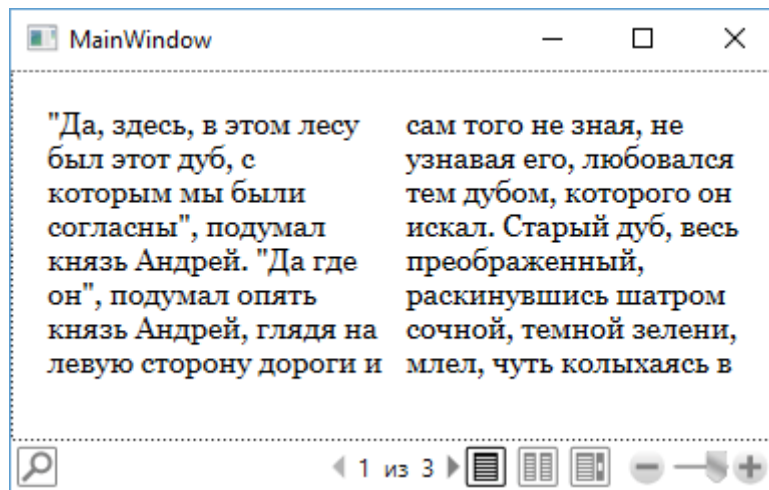 MainWindow
"Да, здесь, в этом лесу
был этот дуб, с
которым мы были
согласны", подумал
князь Андрей. "Да где
он", подумал опять
князь Андрей, глядя на
левую сторону дороги и
сам того не зная, не
узнавая его, любовался
тем дубом, которого он
искал. Старый дуб, весь
преображенный,
раскинувшись шатром
сочной, темной зелени,
млел, чуть колыхаясь в
1 из 3